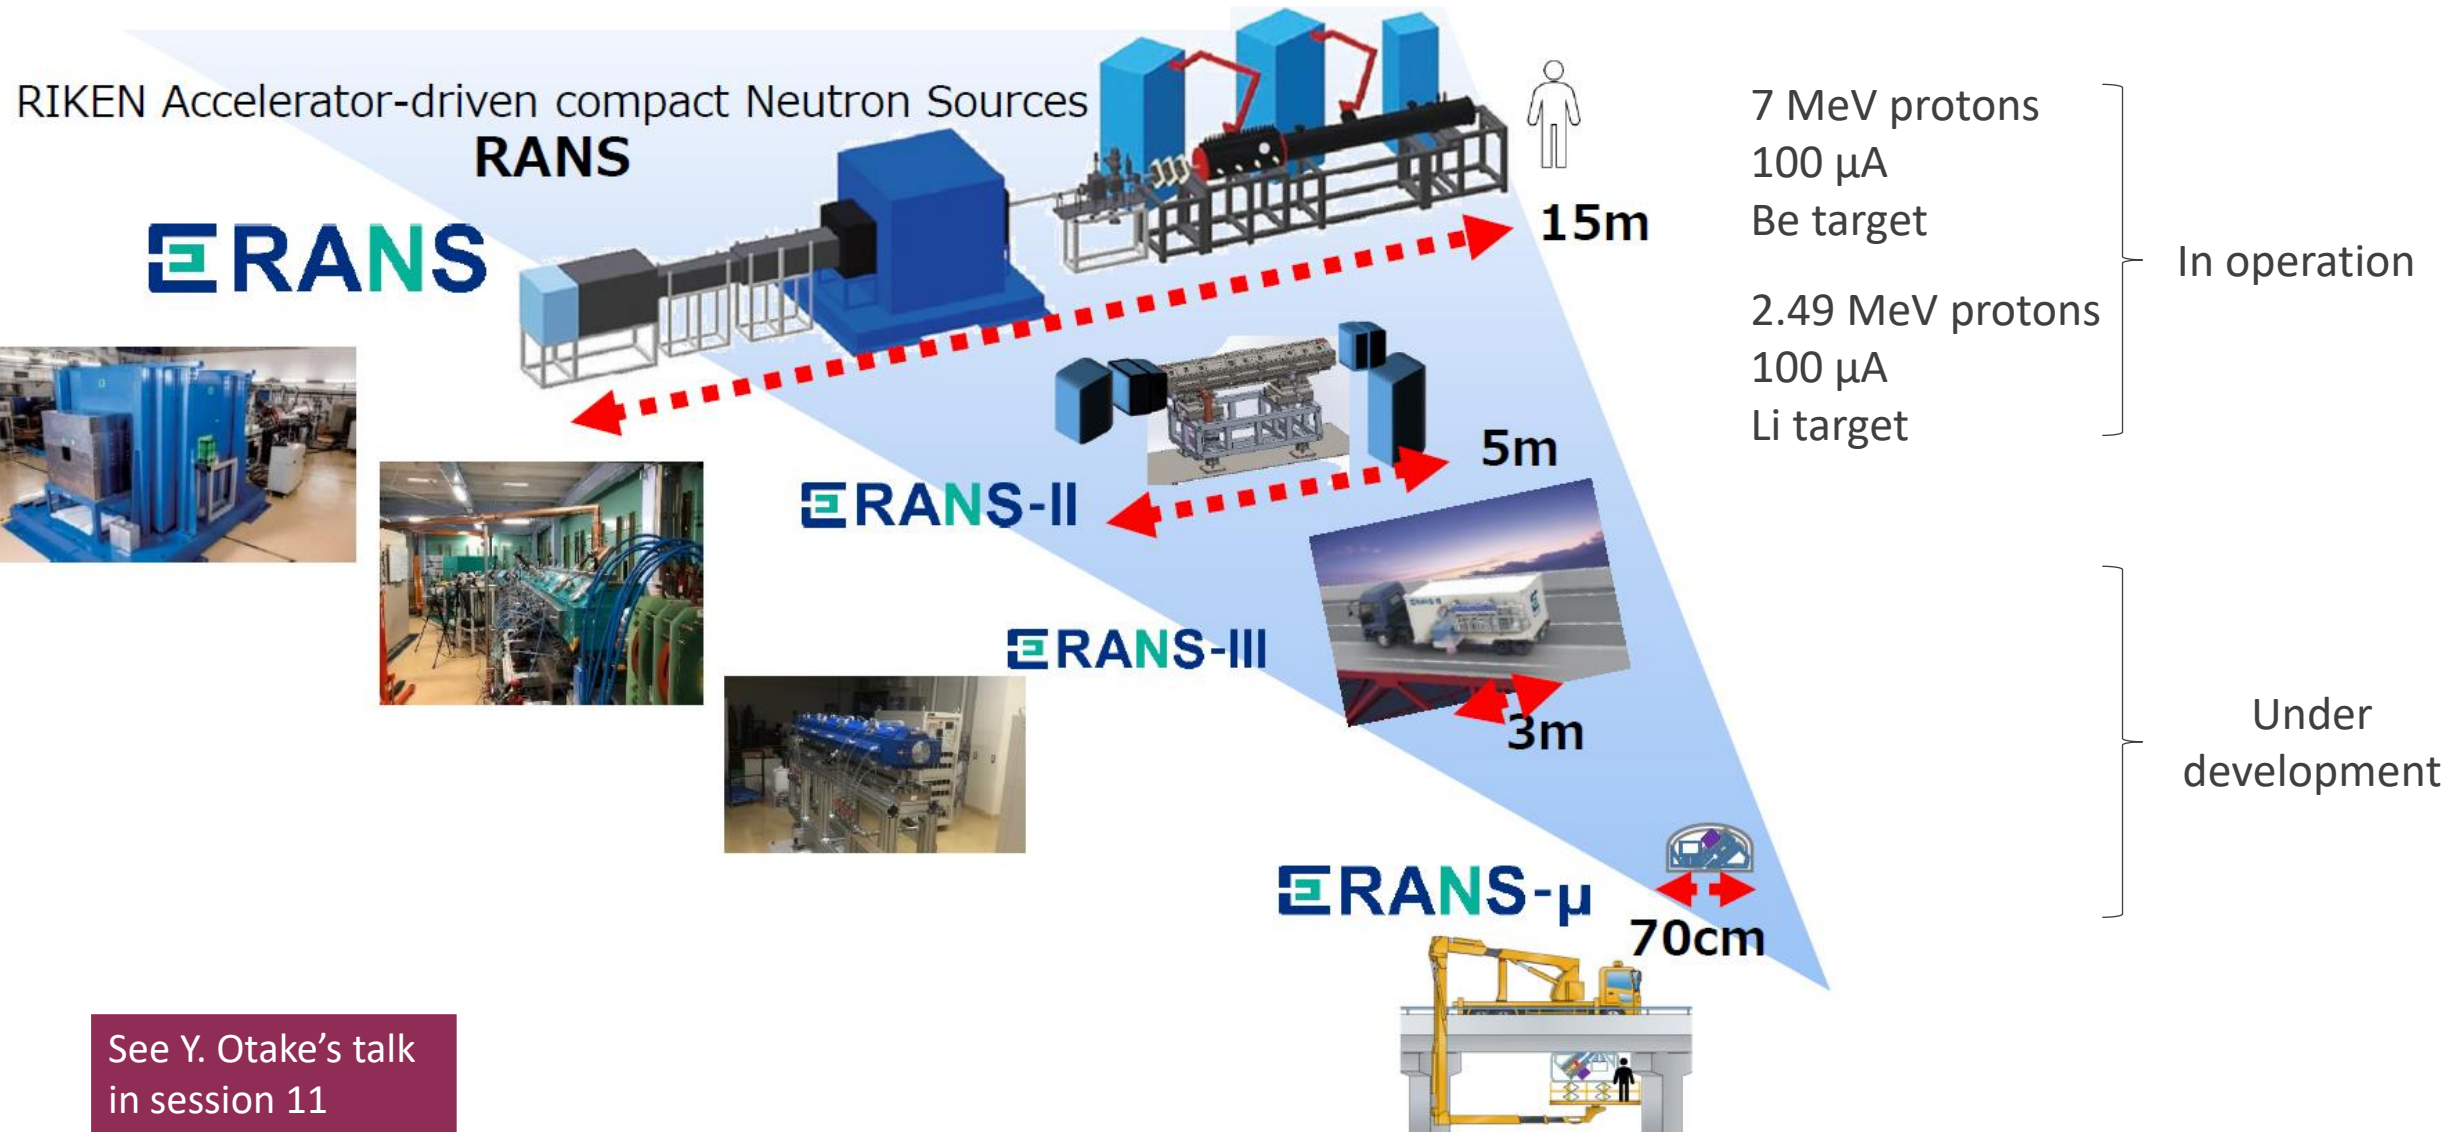 RIKEN Accelerator-driven compact Neutron Sources
RANS
RANS
15m
7 MeV protons
100 µA
Be target
In operation
2.49 MeV protons
100 µA
Li target
RANS-II
5m
RANS-III
3m
Under
development
RANS-µ
70cm
See Y. Otake’s talk
in session 11